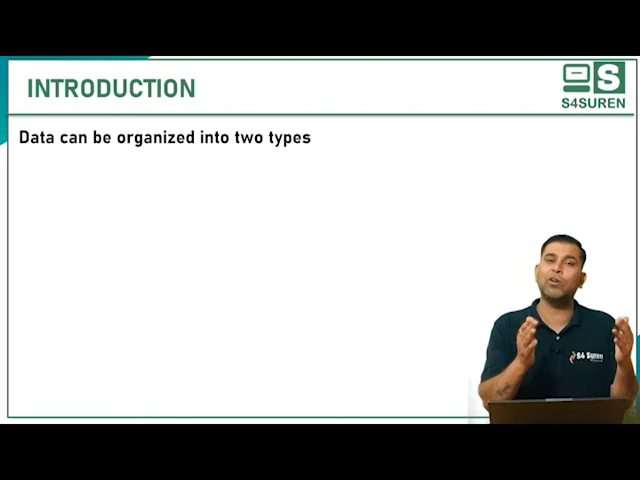 INTRODUCTION
S4SUREN
Data can be organized into two types
S4 Suren